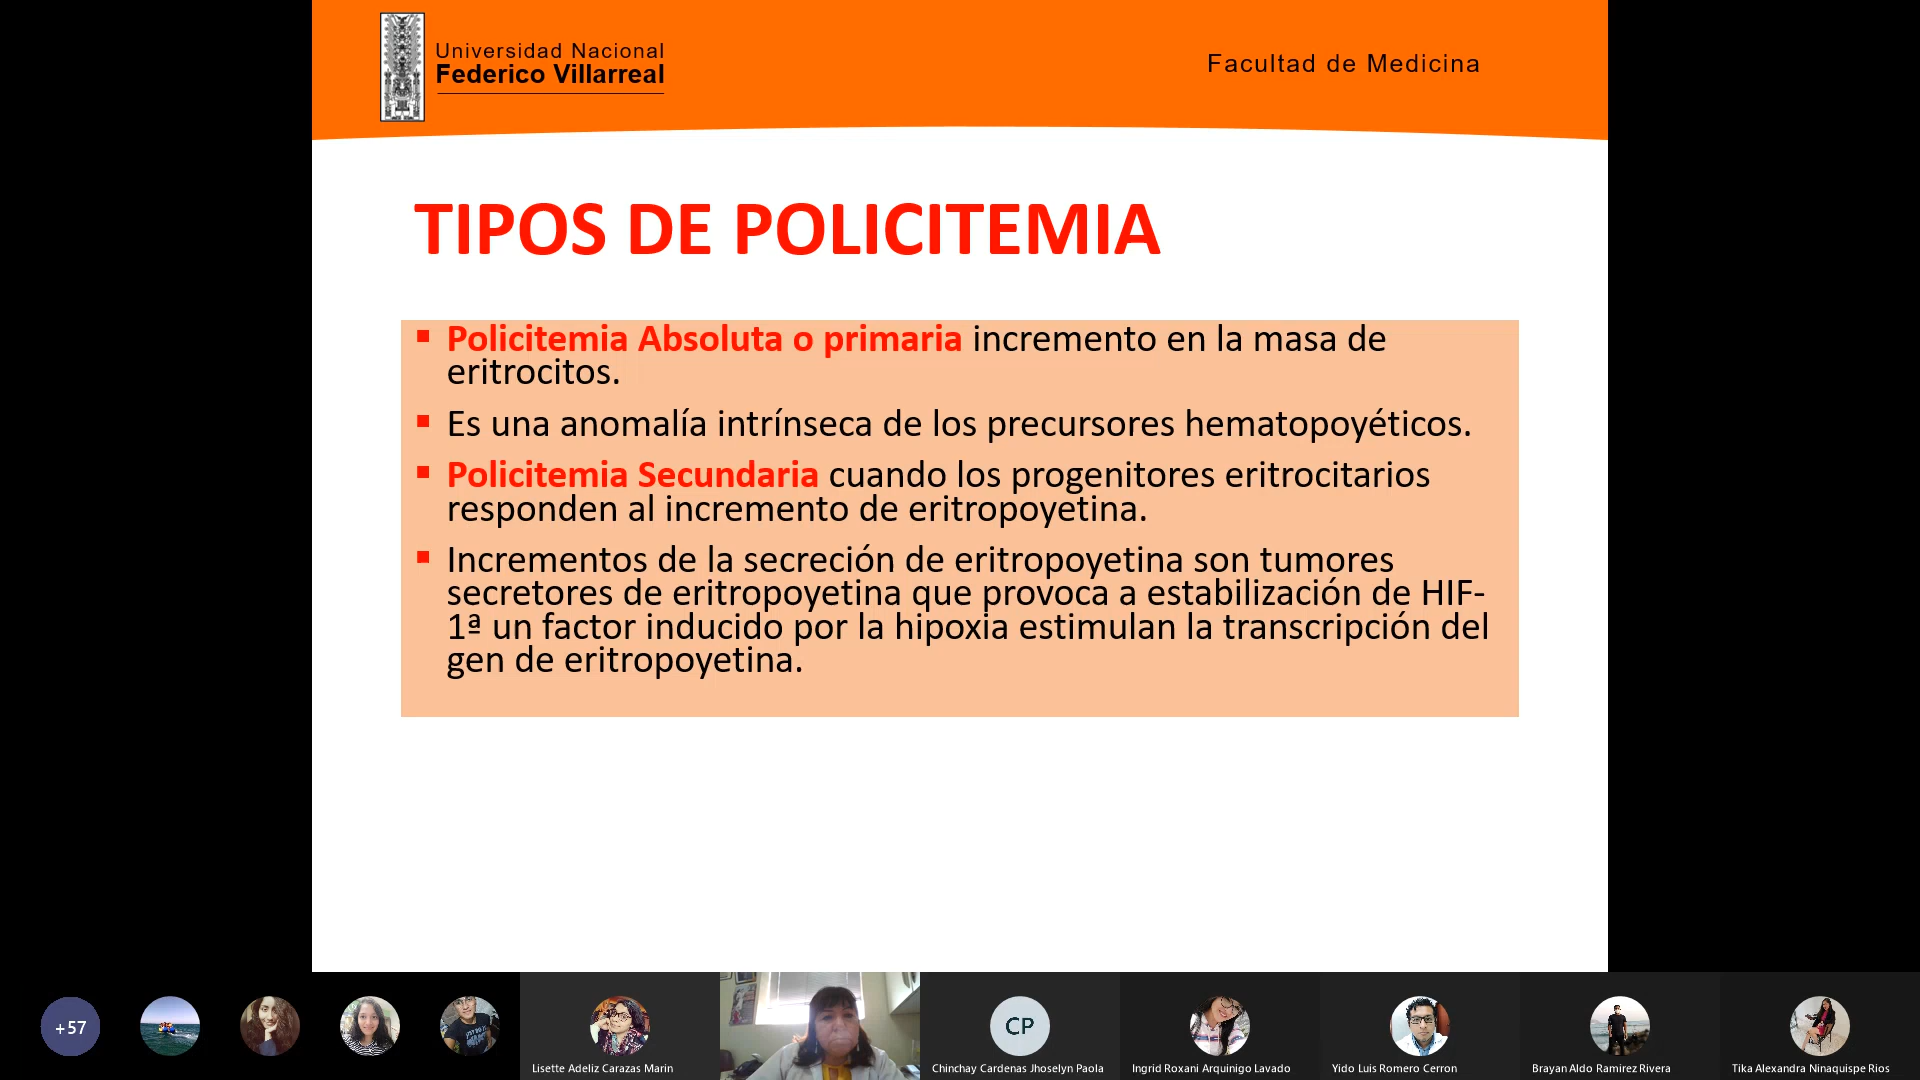 Universidad Nacional
Federico Villarreal
Facultad de Medicina
TIPOS DE POLICITEMIA
Policitemia Absoluta o primaria incremento en la masa de
eritrocitos.
Es una anomalía intrínseca de los precursores hematopoyéticos.
Policitemia Secundaria cuando los progenitores eritrocitarios
responden al incremento de eritropoyetina.
Incrementos de la secreción de eritropoyetina son tumores
secretores de eritropoyetina que provoca a estabilización de HIF-
1ª un factor inducido por la hipoxia estimulan la transcripción del
gen de eritropoyetina.
+57
Lisette Adeliz Carazas Marin
CP
Chinchay Cardenas Jhoselyn Paola
Ingrid Roxani Arquinigo Lavado
Yido Luis Romero Cerron
Brayan Aldo Ramirez Rivera
Tika Alexandra Ninaquispe Rios